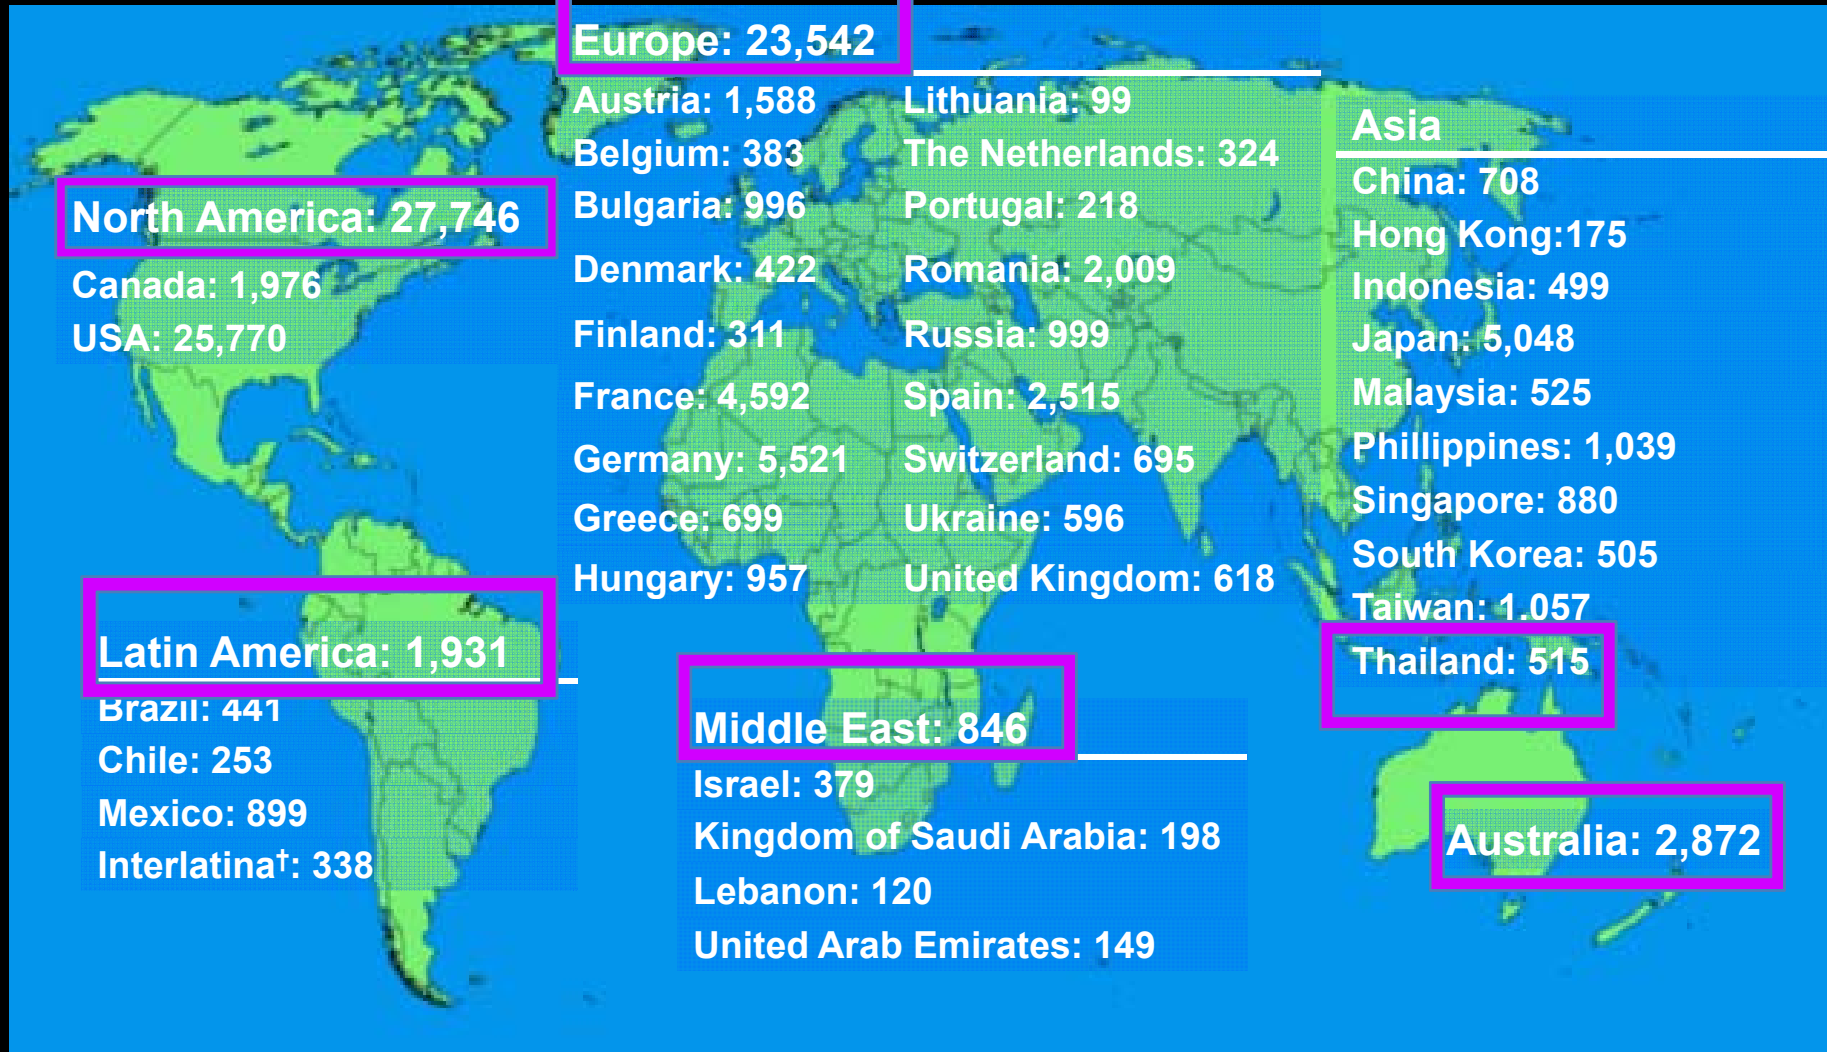 Europe: 23,542
Austria: 1,588
Belgium: 383
Bulgaria: 996
Denmark: 422
Finland: 311
France: 4,592
Germany: 5,521
Greece: 699
Hungary: 957
Lithuania: 99
The Netherlands: 324
Portugal: 218
Romania: 2,009
Russia: 999
Spain: 2,515
Switzerland: 695
Ukraine: 596
United Kingdom: 618
North America: 27,746
Canada: 1,976
USA: 25,770
Asia
China: 708
Hong Kong:175
Indonesia: 499
Japan: 5,048
Malaysia: 525
Phillippines: 1,039
Singapore: 880
South Korea: 505
Taiwan: 1.057
Thailand: 515
Latin America: 1,931
Brazil: 441
Chile: 253
Mexico: 899
Interlatina†: 338
Middle East: 846
Israel: 379
Kingdom of Saudi Arabia: 198
Lebanon: 120
United Arab Emirates: 149
Australia: 2,872